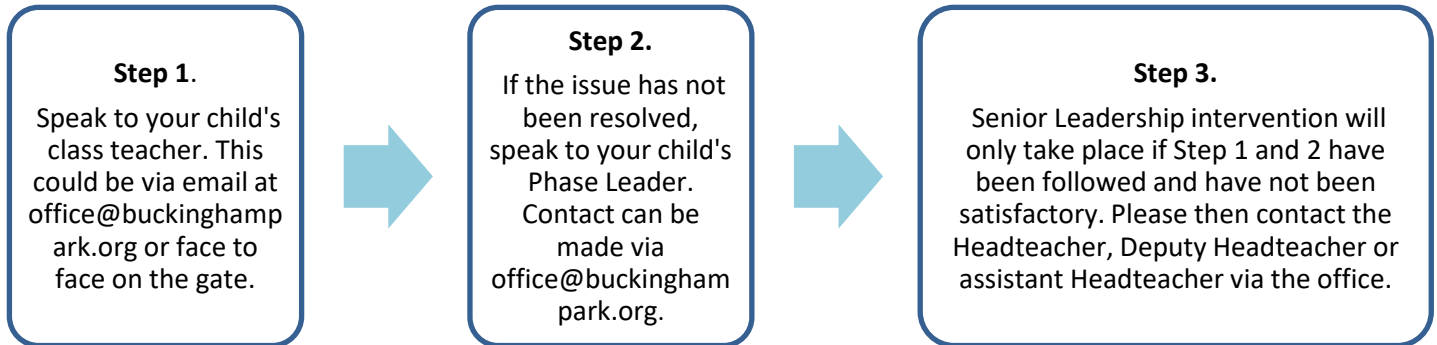 Step 1.
Speak to your child's
class teacher. This
could be via email at
office@buckinghamp
ark.org or face to
face on the gate.
Step 2.
If the issue has not
been resolved,
speak to your child's
Phase Leader.
Contact can be
made via
office@buckingham
park.org.
Step 3.
Senior Leadership intervention will
only take place if Step 1 and 2 have
been followed and have not been
satisfactory. Please then contact the
Headteacher, Deputy Headteacher or
assistant Headteacher via the office.